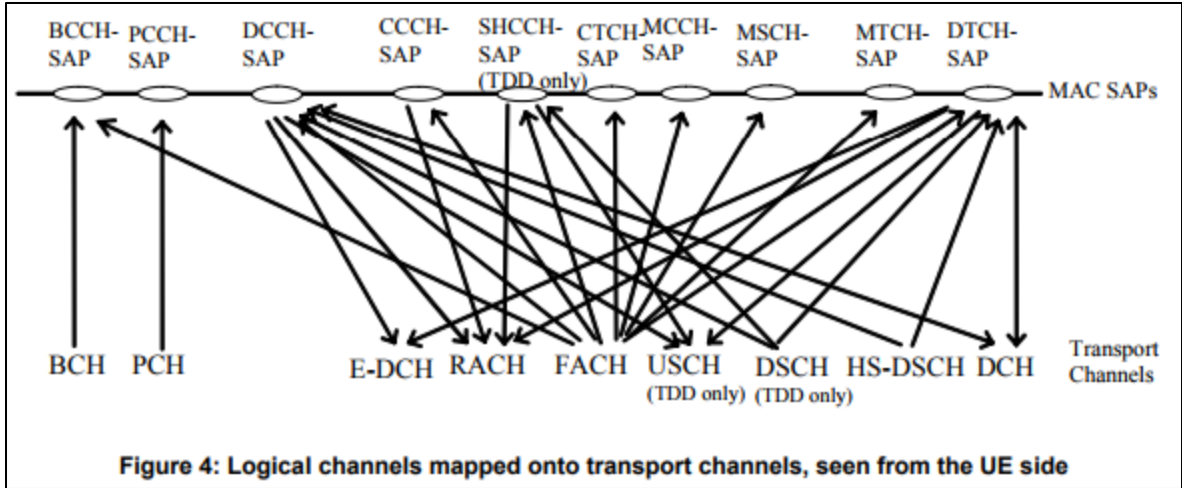 BCCH-
SAP
PCCH-
SAP
DCCH-
SAP
CCCH-
SAP
SHCCH-
SAP
(TDD only)
CTCH-
SAP
MCCH-
SAP
MSCH-
SAP
MTCH-
SAP
DTCH-
SAP
MAC SAPs
BCH
PCH
E-DCH
RACH
FACH
USCH
(TDD only)
DSCH
(TDD only)
HS-DSCH
DCH
Transport
Channels
Figure 4: Logical channels mapped onto transport channels, seen from the UE side